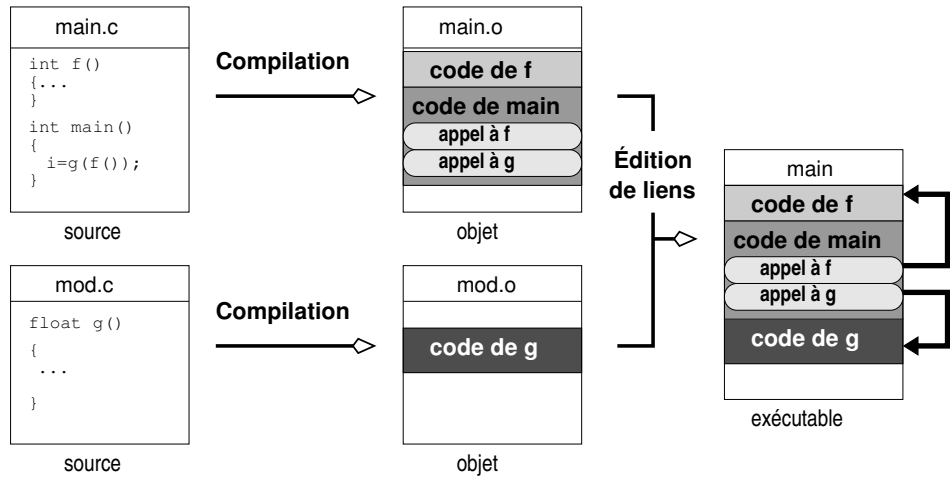 main.c
int f()
{...
}
int main()
{
i=g(f());
}
source
Compilation
main.o
code de f
code de main
appel à f
appel à g
objet
mod.c
float g()
{
...
}
source
Compilation
mod.o
code de g
objet
Édition
de liens
main
code de f
code de main
appel à f
appel à g
code de g
exécutable